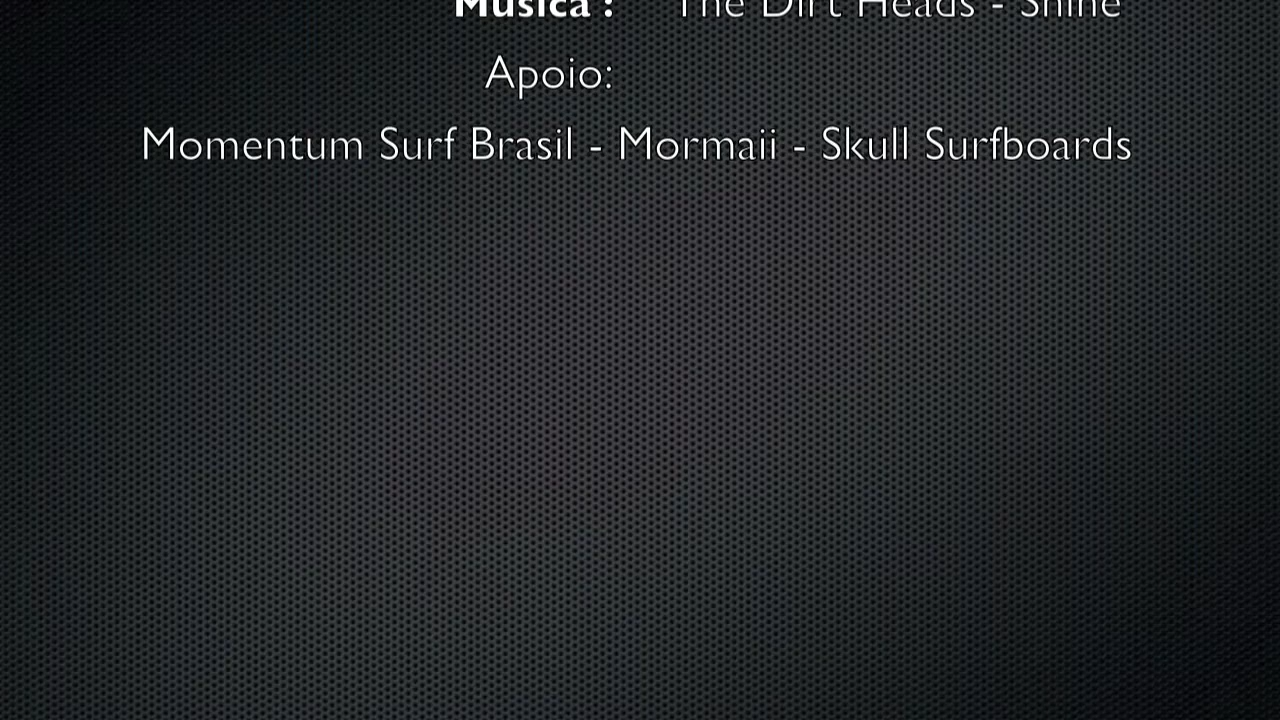 Musica : The Dirt Heads - Shine
Apoio:
Momentum Surf Brasil - Mormaii - Skull Surfboards